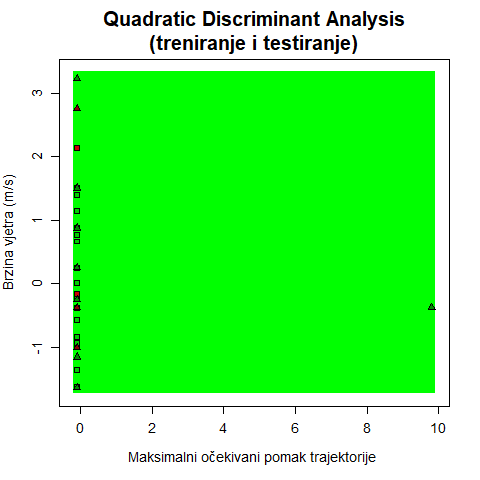 Quadratic Discriminant Analysis
(treniranje i testiranje)
Brzina vjetra (m/s)
3
2
1
0
-1
0 2 4 6 8 10
Maksimalni očekivani pomak trajektorije